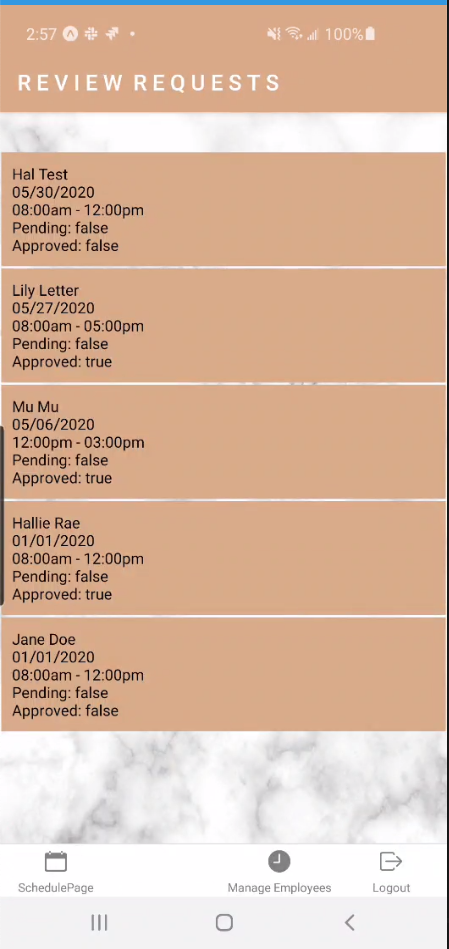 2:57 100%
REVIEW REQUESTS
Hal Test
05/30/2020
08:00am - 12:00pm
Pending: false
Approved: false
Lily Letter
05/27/2020
08:00am - 05:00pm
Pending: false
Approved: true
Mu Mu
05/06/2020
12:00pm - 03:00pm
Pending: false
Approved: true
Hallie Rae
01/01/2020
08:00am - 12:00pm
Pending: false
Approved: true
Jane Doe
01/01/2020
08:00am - 12:00pm
Pending: false
Approved: false
SchedulePage Manage Employees Logout